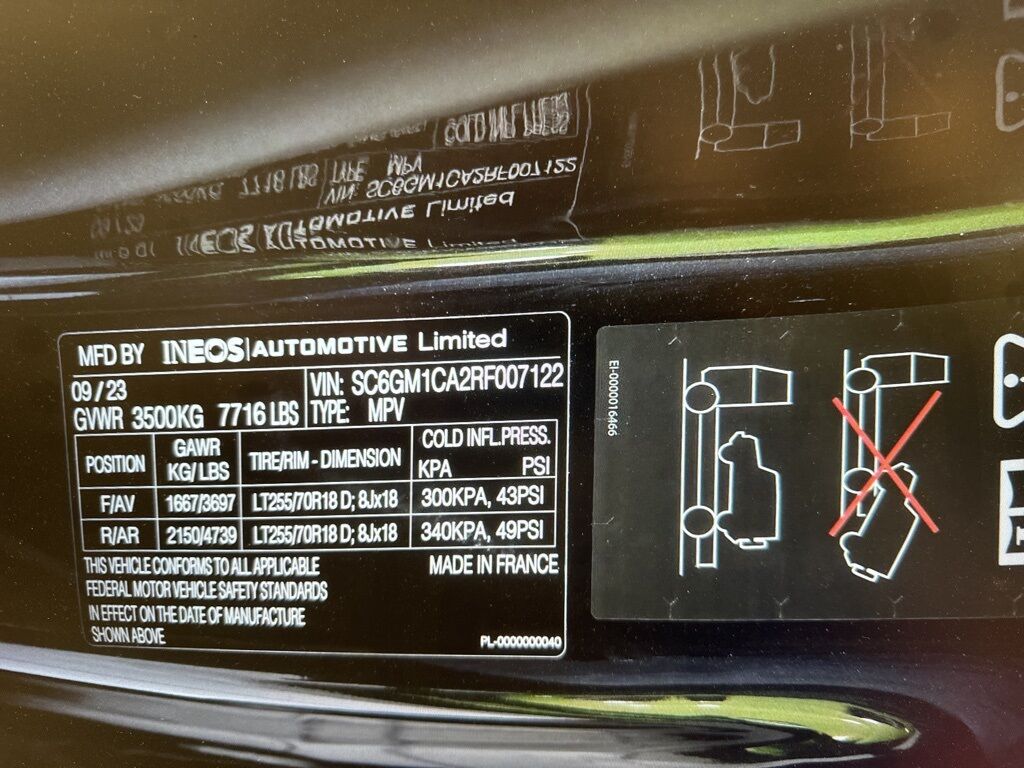 MFD BY INEOS|AUTOMOTIVE Limited
09/23
VIN: SC6GM1CA2RF007122
GVWR 3500KG 7716 LBS
TYPE: MPV
POSITION GAWR KG/LBS TIRE/RIM - DIMENSION COLD INFL.PRESS. KPA PSI
F/AV 1667/3697 LT255/70R18 D; 8Jx18 300KPA, 43PSI
R/AR 2150/4739 LT255/70R18 D; 8Jx18 340KPA, 49PSI
THIS VEHICLE CONFORMS TO ALL APPLICABLE
MADE IN FRANCE
FEDERAL MOTOR VEHICLE SAFETY STANDARDS
IN EFFECT ON THE DATE OF MANUFACTURE
SHOWN ABOVE
PL-0000000040
EI-0000016466